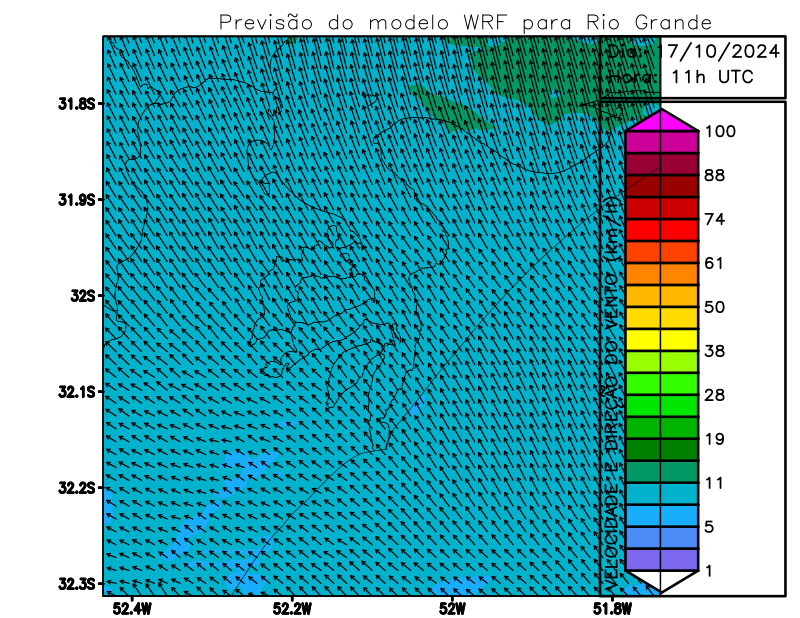 Previsão do modelo WRF para Rio Grande
Dia: 17/10/2024
Hora: 11h UTC
VELOCIDADE E DIREÇÃO DO VENTO (km/h)
100
88
74
61
50
38
28
19
11
5
1
31.8S
31.9S
32S
32.1S
32.2S
32.3S
52.4W
52.2W
52W
51.8W